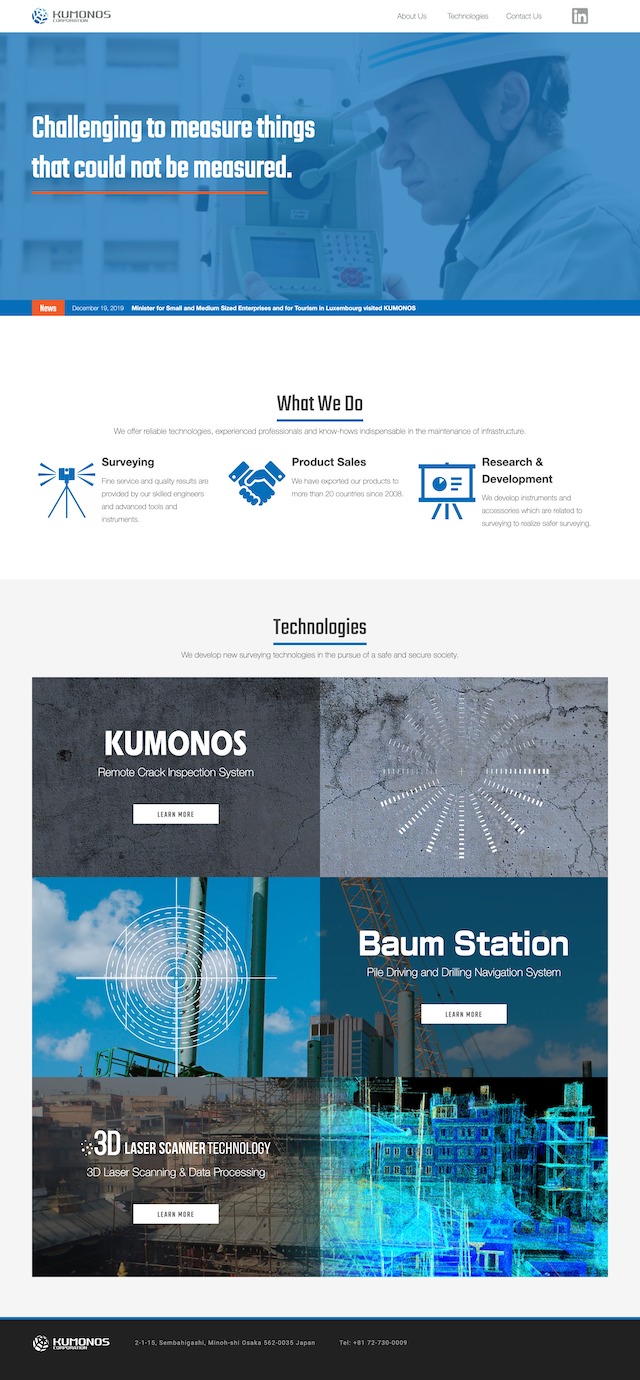 KUMONOS
CORPORATION
About Us
Technologies
Contact Us
in
Challenging to measure things
that could not be measured.
News
December 19, 2019 Minister for Small and Medium Sized Enterprises and for Tourism in Luxembourg visited KUMONOS
What We Do
We offer reliable technologies, experienced professionals and know-hows indispensable in the maintenance of infrastructure.
Surveying
Fine service and quality results are
provided by our skilled engineers
and advanced tools and
instruments.
Product Sales
We have exported our products to
more than 20 countries since 2008.
Research &
Development
We develop instruments and
accessories which are related to
surveying to realize safer surveying.
Technologies
We develop new surveying technologies in the pursue of a safe and secure society.
KUMONOS
Remote Crack Inspection System
LEARN MORE
Baum Station
Pile Driving and Drilling Navigation System
LEARN MORE
3D LASER SCANNER TECHNOLOGY
3D Laser Scanning & Data Processing
LEARN MORE
KUMONOS
CORPORATION
2-1-15, Sembahigashi, Minoh-shi Osaka 562-0035 Japan
Tel: +81 72-730-0009